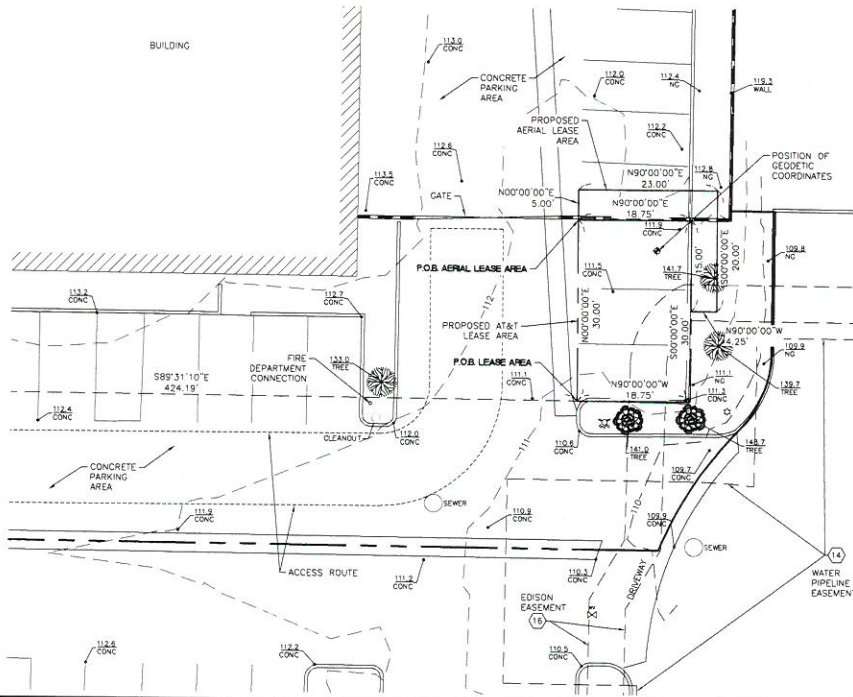 BUILDING
113.0
CONC
CONCRETE
PARKING
AREA
112.0
CONC
112.4
NG
119.3
WALL
PROPOSED
AERIAL LEASE
AREA
112.2
CONC
112.6
CONC
113.5
CONC
GATE
N00°00'00"E
5.00'
N90°00'00"E
23.00'
112.8
NG
POSITION OF
GEODETIC
COORDINATES
N90°00'00"E
18.75'
111.9
CONC
P.O.B. AERIAL LEASE AREA
111.5
CONC
141.7
TREE
15.00'
S00°00'00"E
20.00'
109.8
NG
113.2
CONC
112.7
CONC
112
PROPOSED AT&T
LEASE AREA
N00°00'00"E
30.00'
S00°00'00"E
30.00'
N90°00'00"W
4.25'
109.9
NG
FIRE
DEPARTMENT
CONNECTION
133.0
TREE
P.O.B. LEASE AREA
S89°31'10"E
424.19'
111.1
CONC
N90°00'00"W
18.75'
111.1
NG
111.3
CONC
139.7
TREE
112.4
CONC
CLEANOUT
112.0
CONC
110.6
CONC
141.0
TREE
148.7
TREE
111
109.7
CONC
CONCRETE
PARKING
AREA
SEWER
110
111.9
CONC
110.9
CONC
109.9
CONC
SEWER
14
WATER
PIPELINE
EASEMENT
ACCESS ROUTE
111.2
CONC
110.3
CONC
DRIVEWAY
EDISON
EASEMENT
16
112.6
CONC
112.2
CONC
110.5
CONC